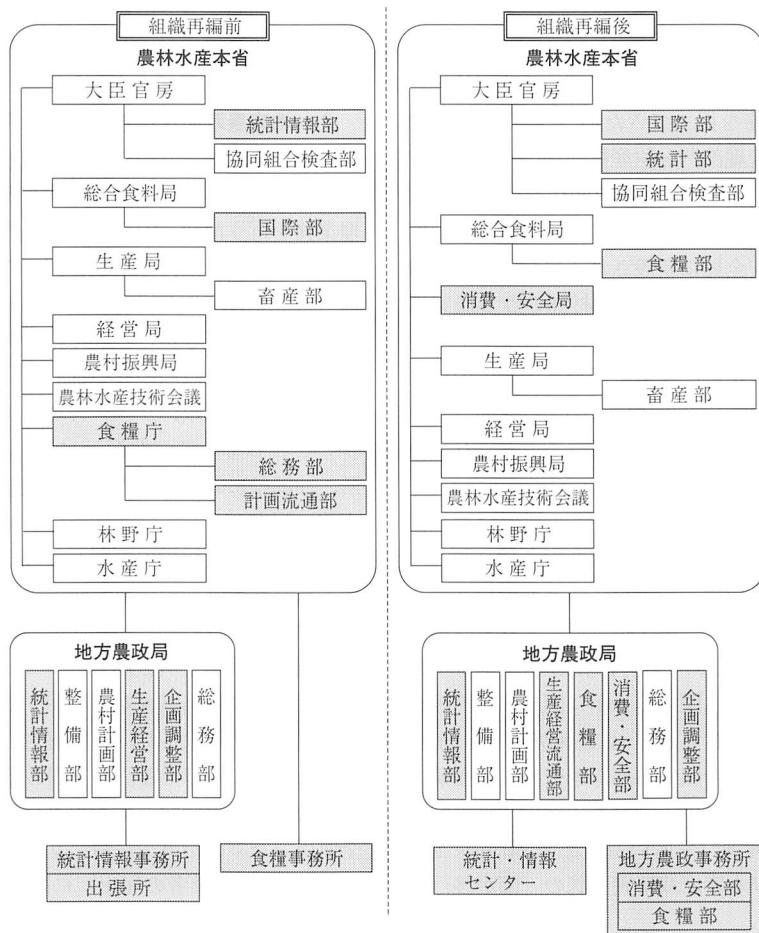 組織再編前
農林水産本省
大臣官房
統計情報部
協同組合検査部
総合食料局
国際部
生産局
畜産部
経営局
農村振興局
農林水産技術会議
食糧庁
総務部
計画流通部
林野庁
水産庁
地方農政局
統計情報部
整備部
農村計画部
生産経営部
企画調整部
総務部
統計情報事務所
出張所
食糧事務所
組織再編後
農林水産本省
大臣官房
国際部
統計部
協同組合検査部
総合食料局
食糧部
消費・安全局
生産局
畜産部
経営局
農村振興局
農林水産技術会議
林野庁
水産庁
地方農政局
統計情報部
整備部
農村計画部
生産経営流通部
食糧部
消費・安全部
総務部
企画調整部
統計・情報
センター
地方農政事務所
消費・安全部
食糧部